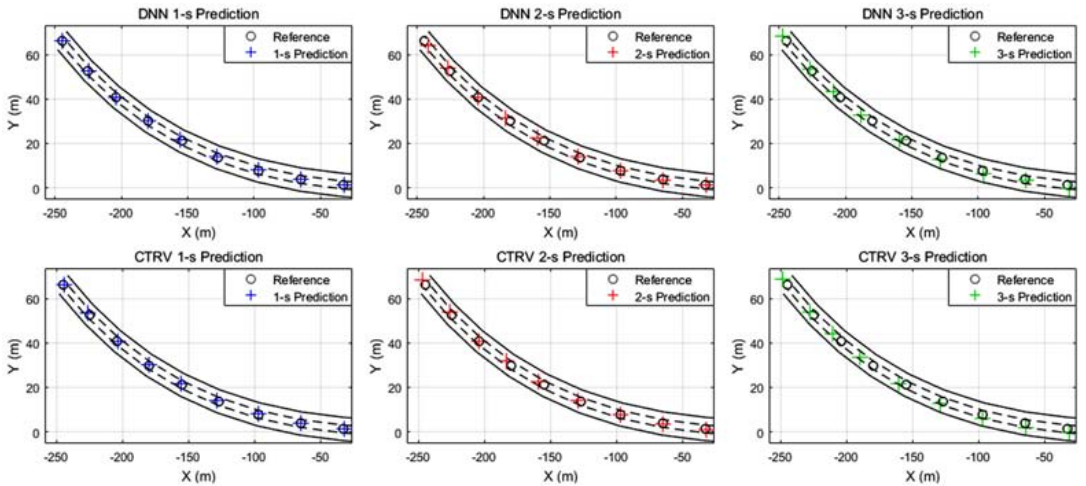 DNN 1-s Prediction
Y (m)
60
40
20
0
Reference
1-s Prediction
-250 -200 -150 -100 -50
X (m)
DNN 2-s Prediction
Y (m)
60
40
20
0
Reference
2-s Prediction
-250 -200 -150 -100 -50
X (m)
DNN 3-s Prediction
Y (m)
60
40
20
0
Reference
3-s Prediction
-250 -200 -150 -100 -50
X (m)
CTRV 1-s Prediction
Y (m)
60
40
20
0
Reference
1-s Prediction
-250 -200 -150 -100 -50
X (m)
CTRV 2-s Prediction
Y (m)
60
40
20
0
Reference
2-s Prediction
-250 -200 -150 -100 -50
X (m)
CTRV 3-s Prediction
Y (m)
60
40
20
0
Reference
3-s Prediction
-250 -200 -150 -100 -50
X (m)